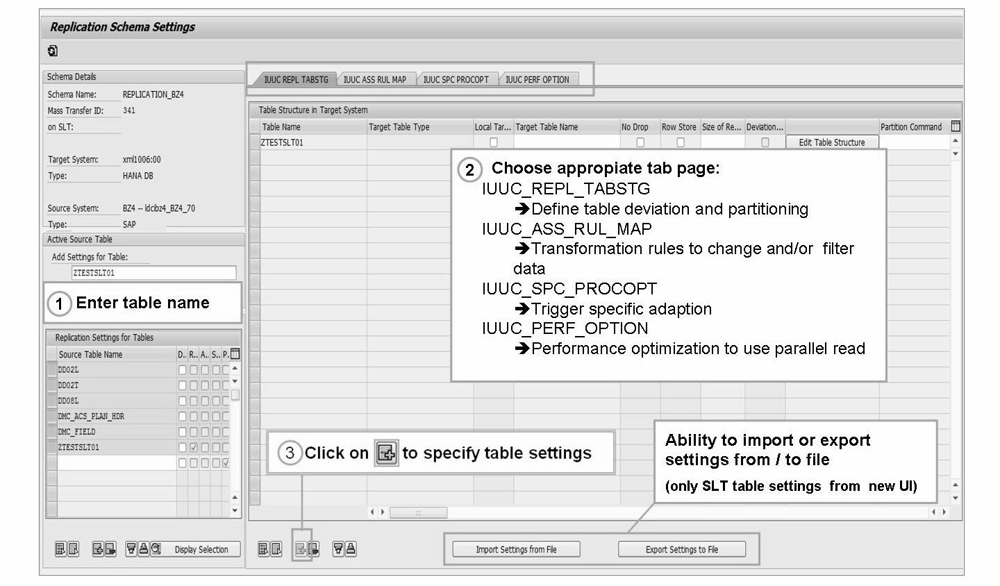 Replication Schema Settings
Schema Details
Schema Name: REPLICATION_BZ4
Mass Transfer ID: 341
on SLT:
Target System: xml1006:00
Type: HANA DB
Source System: BZ4 -- ldcibz4_BZ4_70
Type: SAP
Active Source Table
Add Settings for Table:
ZTESTSLT01
1 Enter table name
Replication Settings for Tables
Source Table Name D.. R.. A.. S.. P.
DD02L
DD02T
DD08L
DMC_ACS_PLAN_HDR
DMC_FIELD
ZTESTSLT01
Display Selection
IUUC REPL TABSTG IUUC ASS RUL MAP IUUC SPC PROCOPT IUUC PERF OPTION
Table Structure in Target System
Table Name Target Table Type Local Tar... Target Table Name No Drop Row Store Size of Re... Deviation... Partition Command
ZTESTSLT01 Edit Table Structure
2 Choose appropiate tab page:
IUUC_REPL_TABSTG
➔Define table deviation and partitioning
IUUC_ASS_RUL_MAP
➔Transformation rules to change and/or filter
data
IUUC_SPC_PROCOPT
➔Trigger specific adaption
IUUC_PERF_OPTION
➔Performance optimization to use parallel read
3 Click on to specify table settings
Ability to import or export
settings from / to file
(only SLT table settings from new UI)
Import Settings from File Export Settings to File